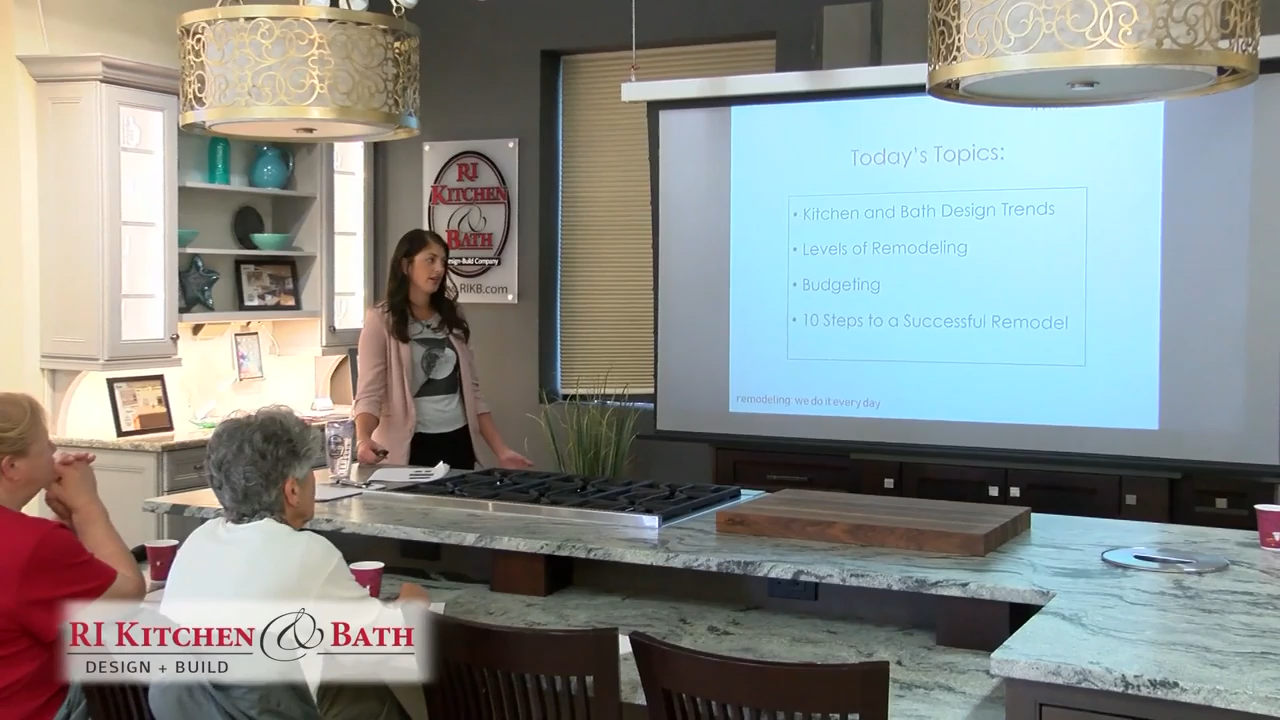 RI
KITCHEN
&
BATH
Design-Build Company
RIKB.com
Today's Topics:
• Kitchen and Bath Design Trends
• Levels of Remodeling
• Budgeting
• 10 Steps to a Successful Remodel
remodeling we do it every day
RI KITCHEN & BATH
DESIGN + BUILD